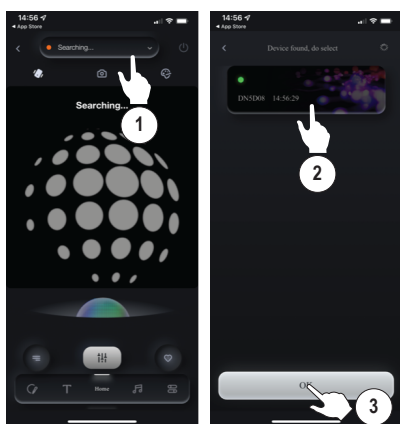 14:56
◀ App Store
Searching...
Searching...
1
Home
14:56
◀ App Store
Device found, do select
DN5D08 14:56:29
2
OK
3